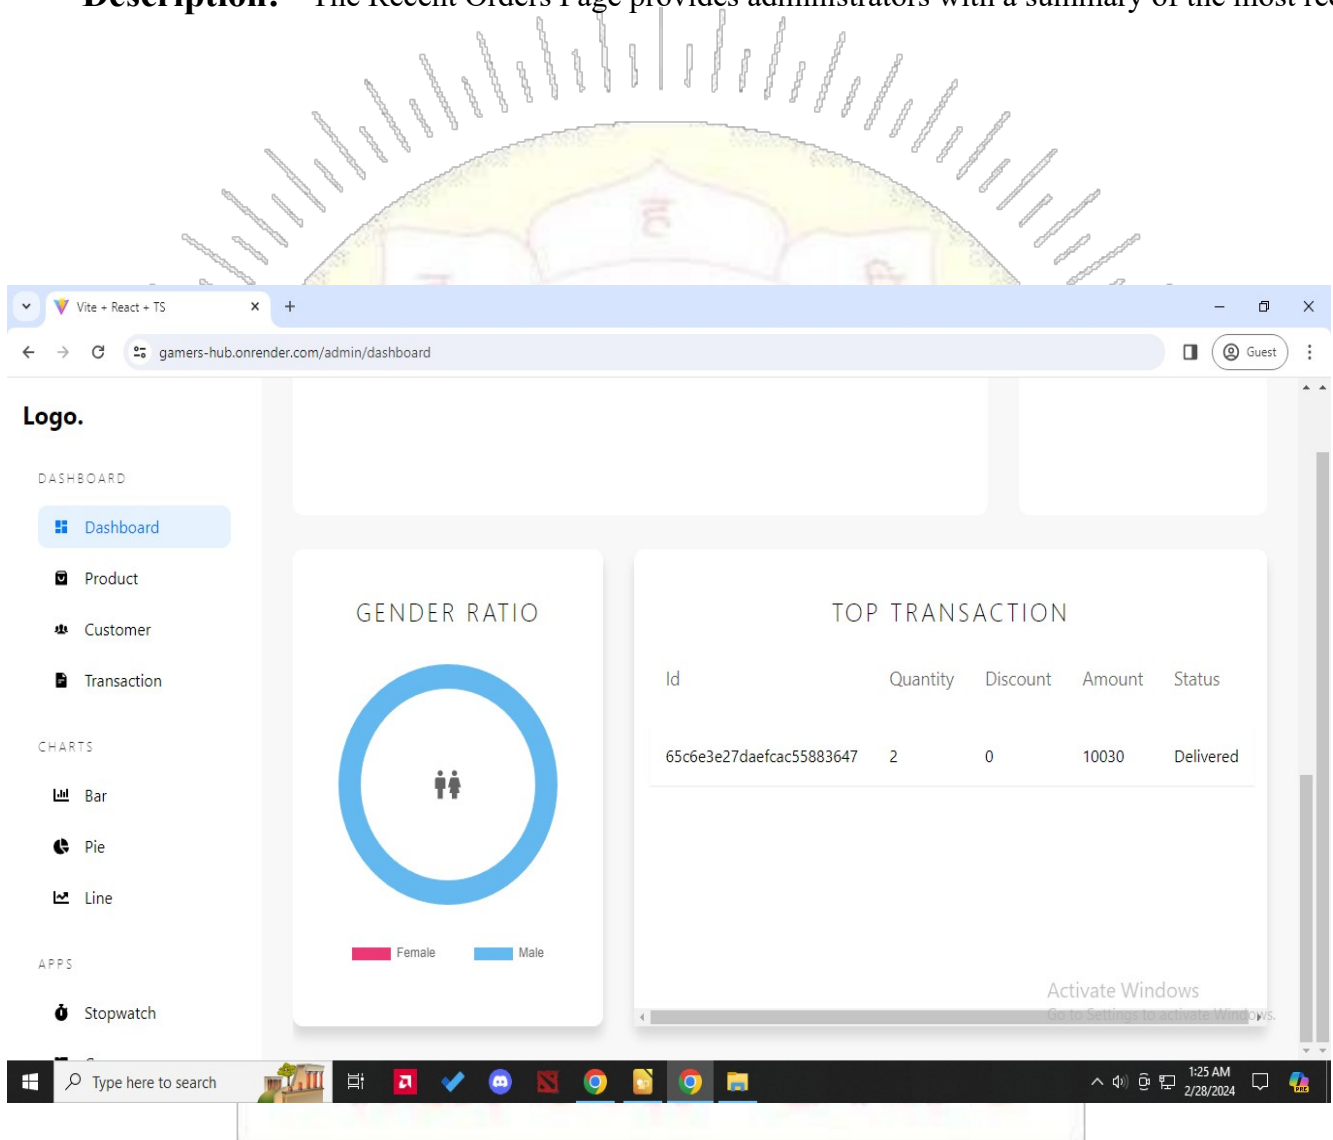 Description: The Recent Orders Page provides administrators with a summary of the most
ह
Vite + React + TS
gamers-hub.onrender.com/admin/dashboard
Guest
Logo.
DASHBOARD
Dashboard
Product
Customer
Transaction
CHARTS
Bar
Pie
Line
APPS
Stopwatch
GENDER RATIO
Female Male
TOP TRANSACTION
Id Quantity Discount Amount Status
65c6e3e27daefcac55883647 2 0 10030 Delivered
Activate Windows
Go to Settings to activate Windows.
Type here to search
1:25 AM
2/28/2024
PRE